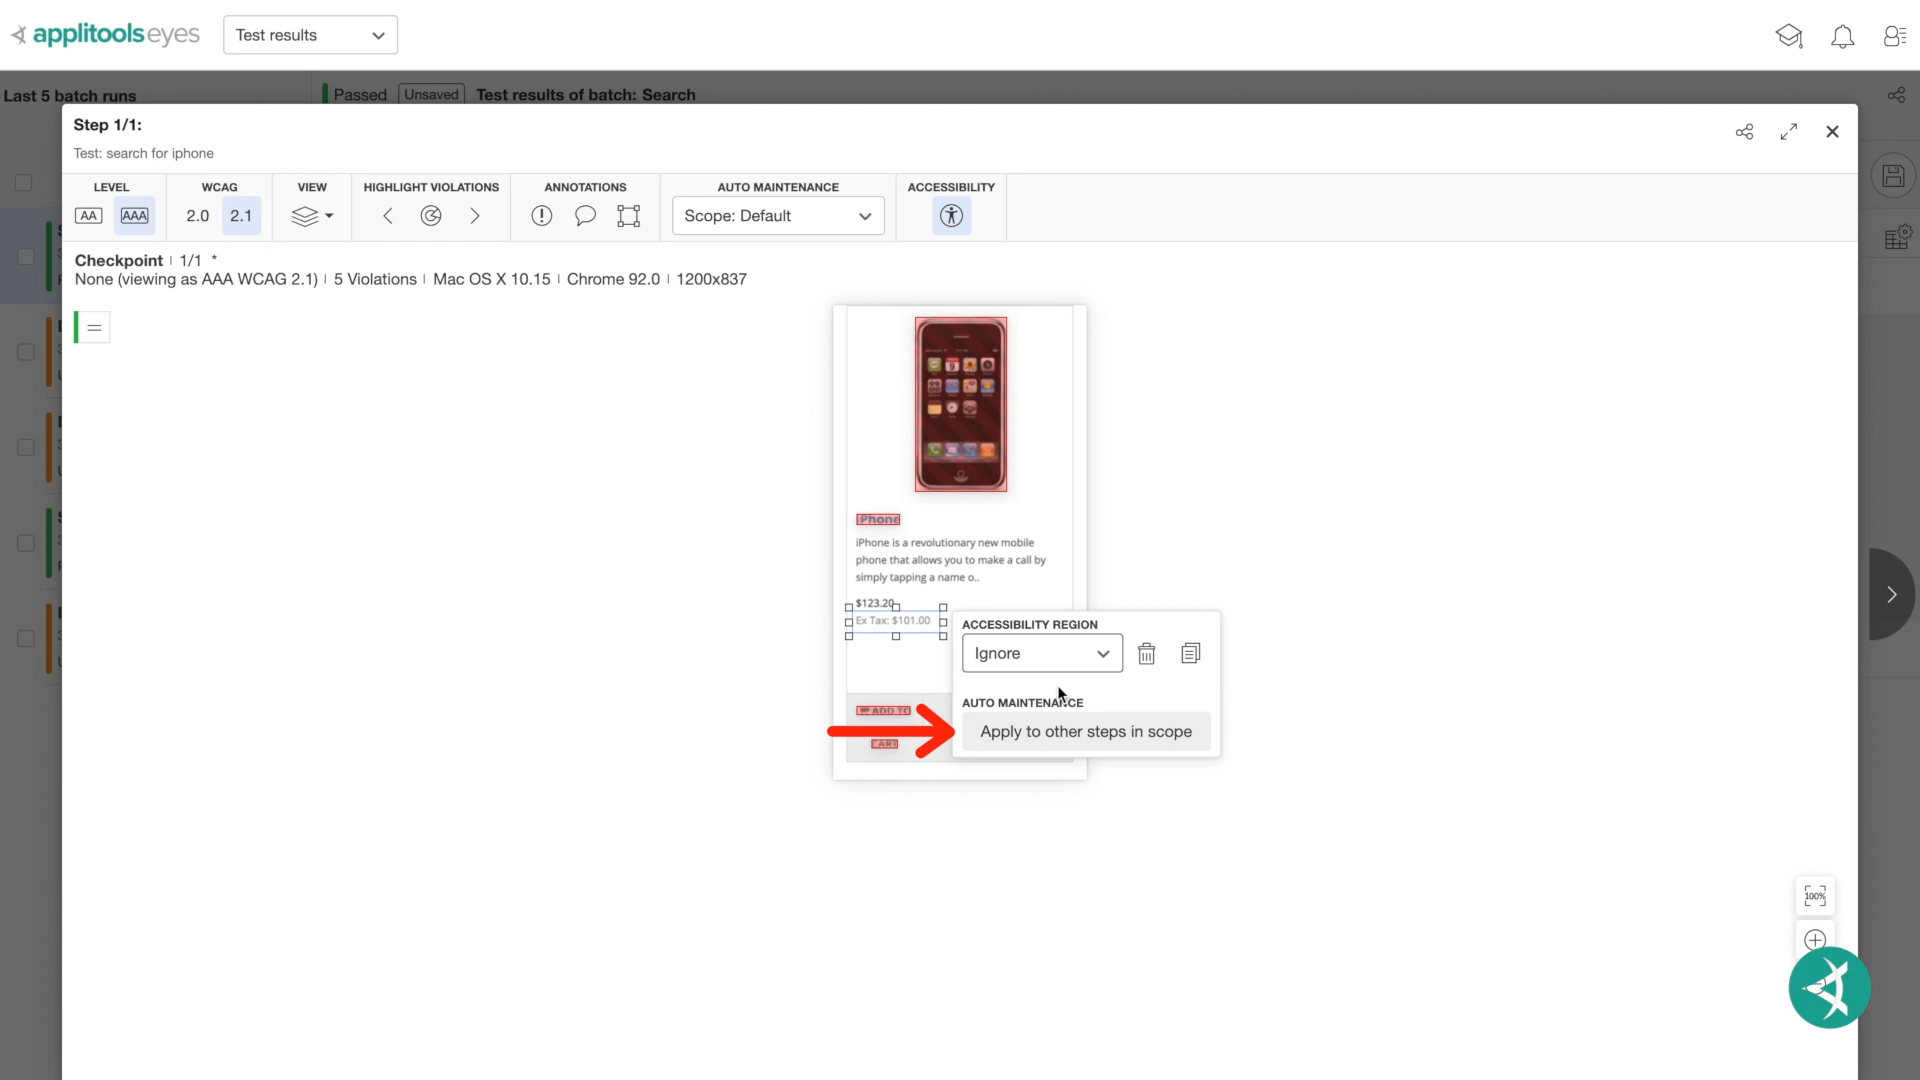 applitools eyes
Test results
Last 5 batch runs
Passed Unsaved Test results of batch: Search
Step 1/1:
Test: search for iphone
LEVEL WCAG VIEW HIGHLIGHT VIOLATIONS ANNOTATIONS AUTO MAINTENANCE ACCESSIBILITY
AA AAA 2.0 2.1 Scope: Default
Checkpoint | 1/1 *
None (viewing as AAA WCAG 2.1) | 5 Violations | Mac OS X 10.15 | Chrome 92.0 | 1200x837
iPhone
iPhone is a revolutionary new mobile
phone that allows you to make a call by
simply tapping a name o..
$123.20
Ex Tax: $101.00
ACCESSIBILITY REGION
Ignore
AUTO MAINTENANCE
Apply to other steps in scope
ADD TO
CART
100%